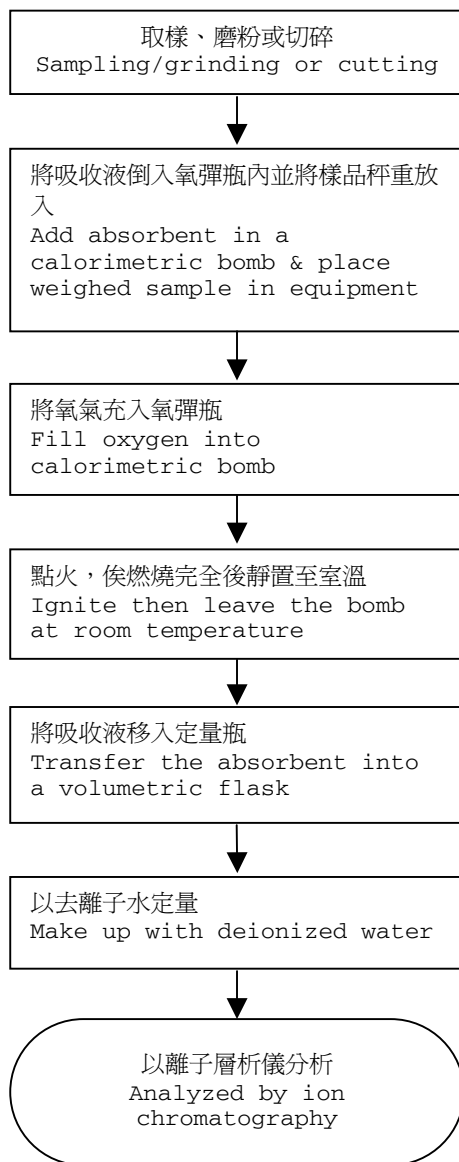 取樣、磨粉或切碎
Sampling/grinding or cutting
將吸收液倒入氧彈瓶內並將樣品秤重放
入
Add absorbent in a
calorimetric bomb & place
weighed sample in equipment
將氧氣充入氧彈瓶
Fill oxygen into
calorimetric bomb
點火，俟燃燒完全後靜置至室溫
Ignite then leave the bomb
at room temperature
將吸收液移入定量瓶
Transfer the absorbent into
a volumetric flask
以去離子水定量
Make up with deionized water
以離子層析儀分析
Analyzed by ion
chromatography